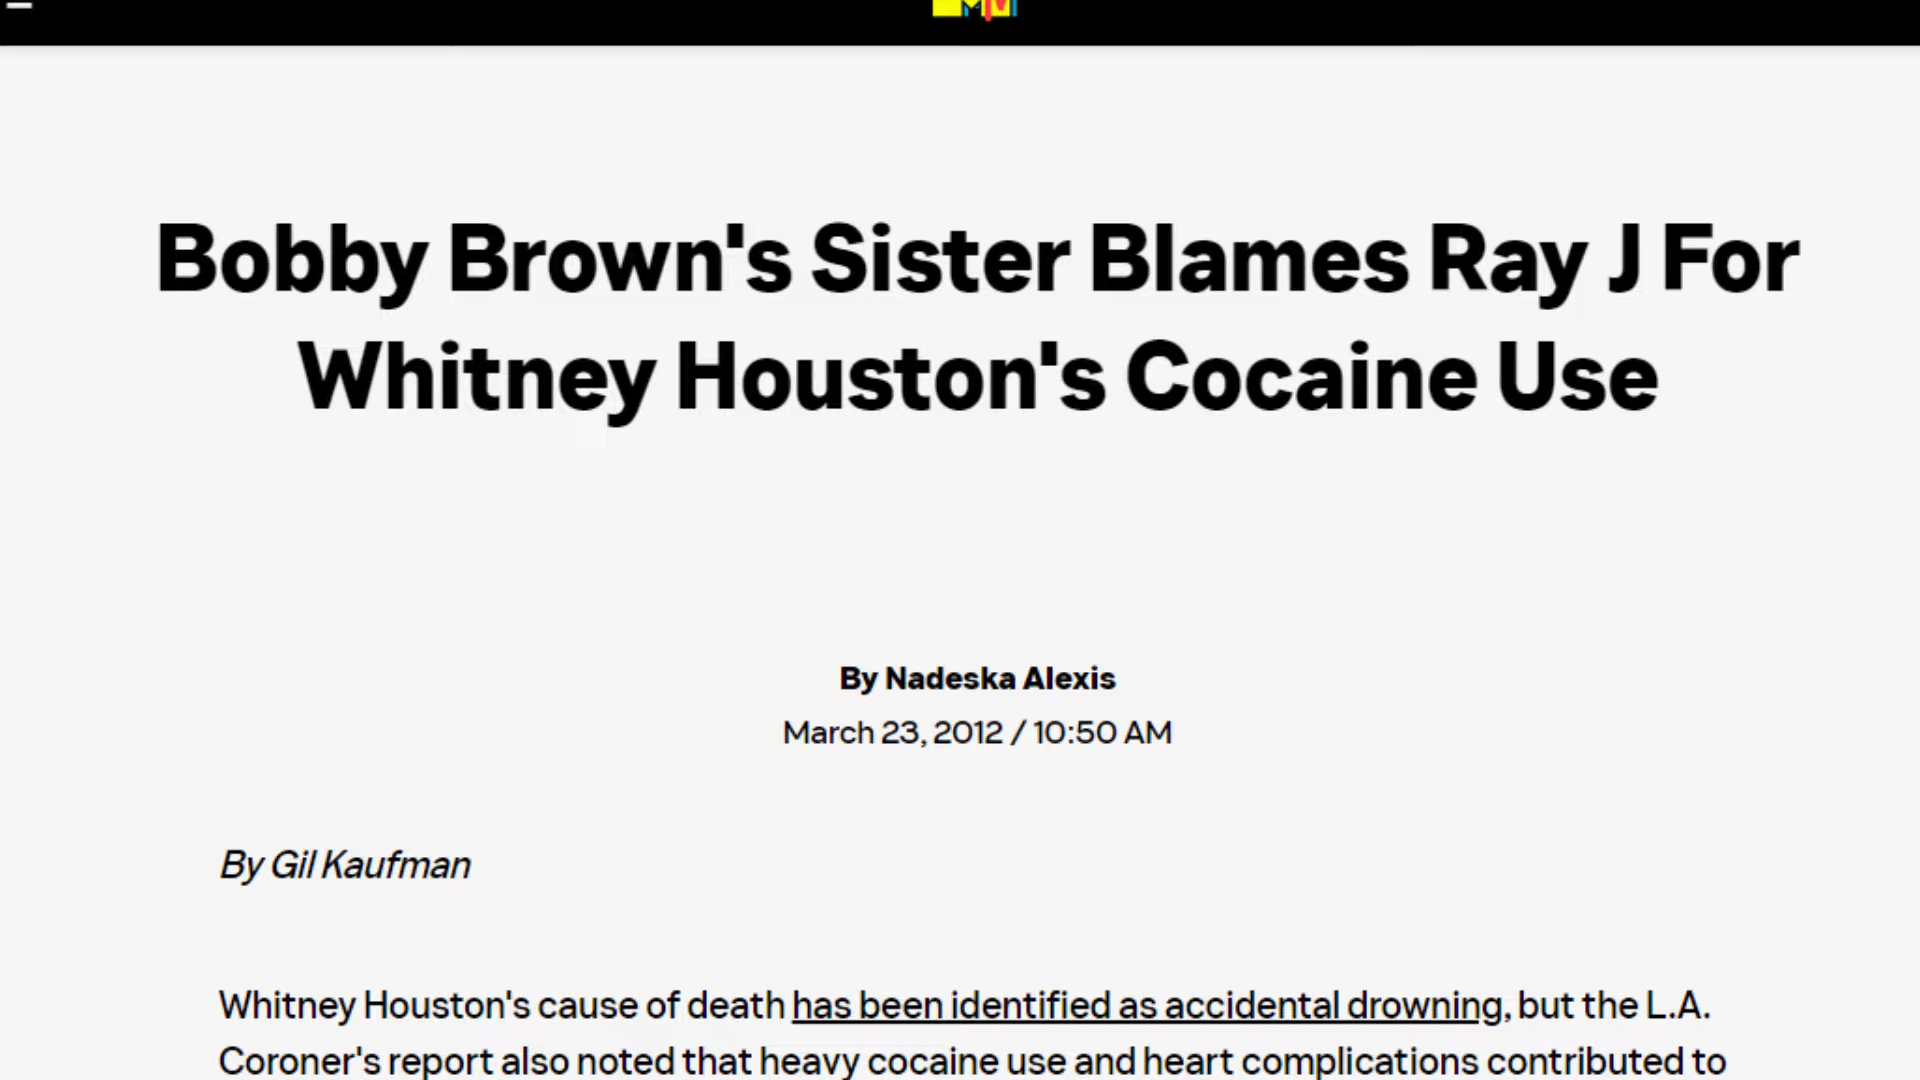 MTV
Bobby Brown's Sister Blames Ray J For
Whitney Houston's Cocaine Use
By Nadeska Alexis
March 23, 2012 / 10:50 AM
By Gil Kaufman
Whitney Houston's cause of death has been identified as accidental drowning, but the L.A.
Coroner's report also noted that heavy cocaine use and heart complications contributed to